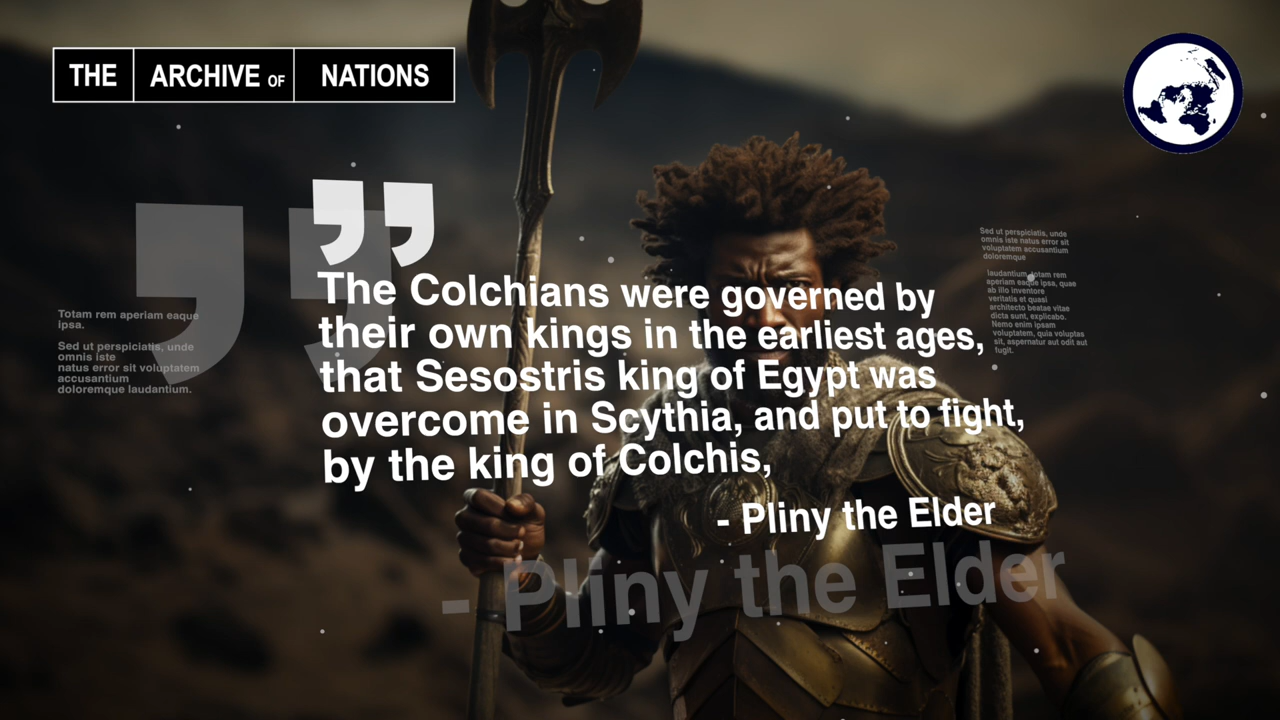 THE ARCHIVE OF NATIONS
The Colchians were governed by
their own kings in the earliest ages,
that Sesostris king of Egypt was
overcome in Scythia, and put to fight,
by the king of Colchis,
- Pliny the Elder
- Pliny the Elder
Totam rem aperiam eaque
ipsa.
Sed ut perspiciatis, unde
omnis iste
natus error sit voluptatem
accusantium
doloremque laudantium.
Sed ut perspiciatis, unde
omnis iste natus error sit
voluptatem accusantium
doloremque
laudantium, totam rem
aperiam eaque ipsa, quae
ab illo inventore
veritatis et quasi
architecto beatae vitae
dicta sunt, explicabo.
Nemo enim ipsam
voluptatem, quia voluptas
sit, aspernatur aut odit aut
fugit.